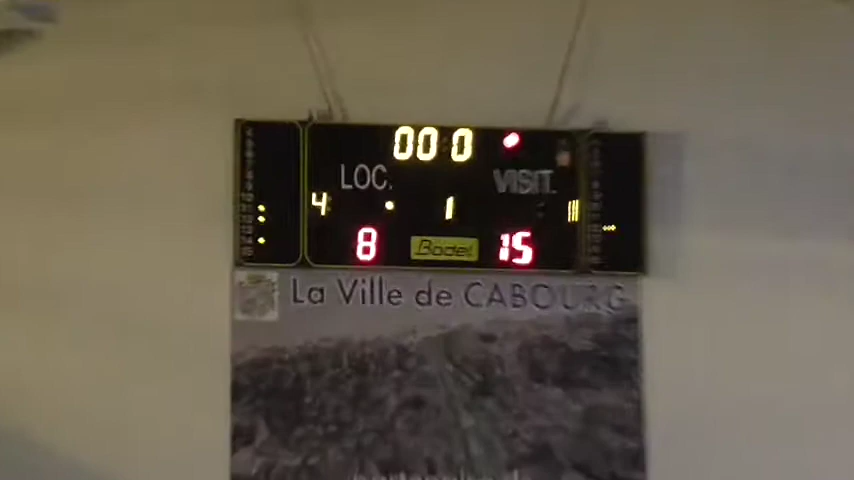 00:0
LOC. VISIT.
4 1
8 Bodet 15
La Ville de CABOURG